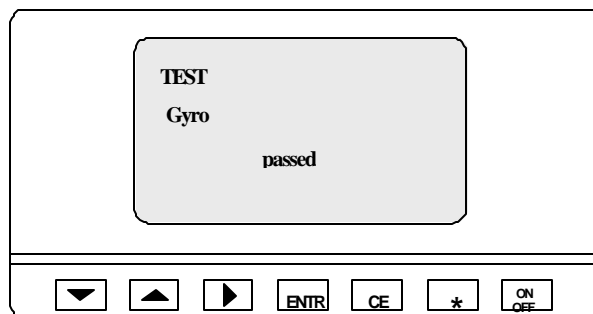 TEST
Gyro
passed
ENTR CE * ON
OFF